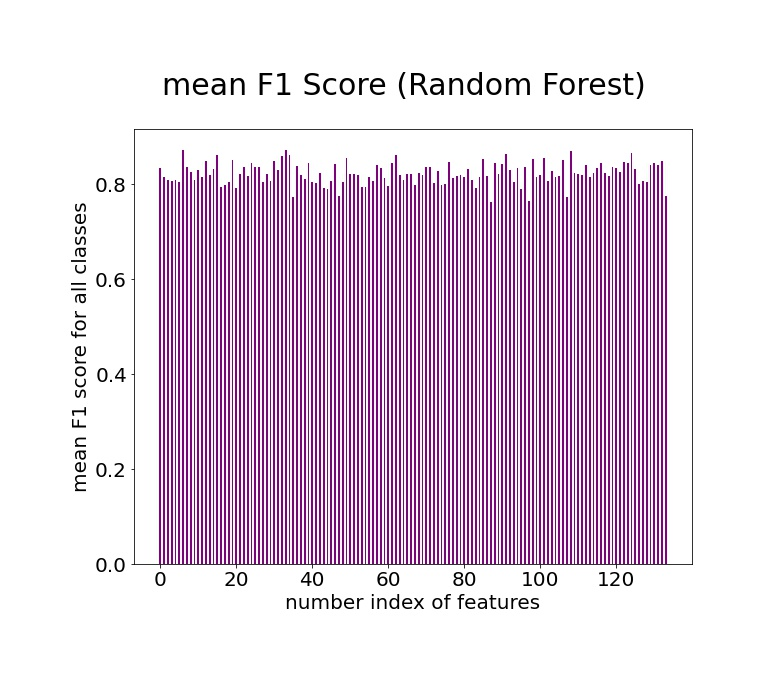 mean F1 Score (Random Forest)
mean F1 score for all classes
0.8
0.6
0.4
0.2
0.0
0 20 40 60 80 100 120
number index of features